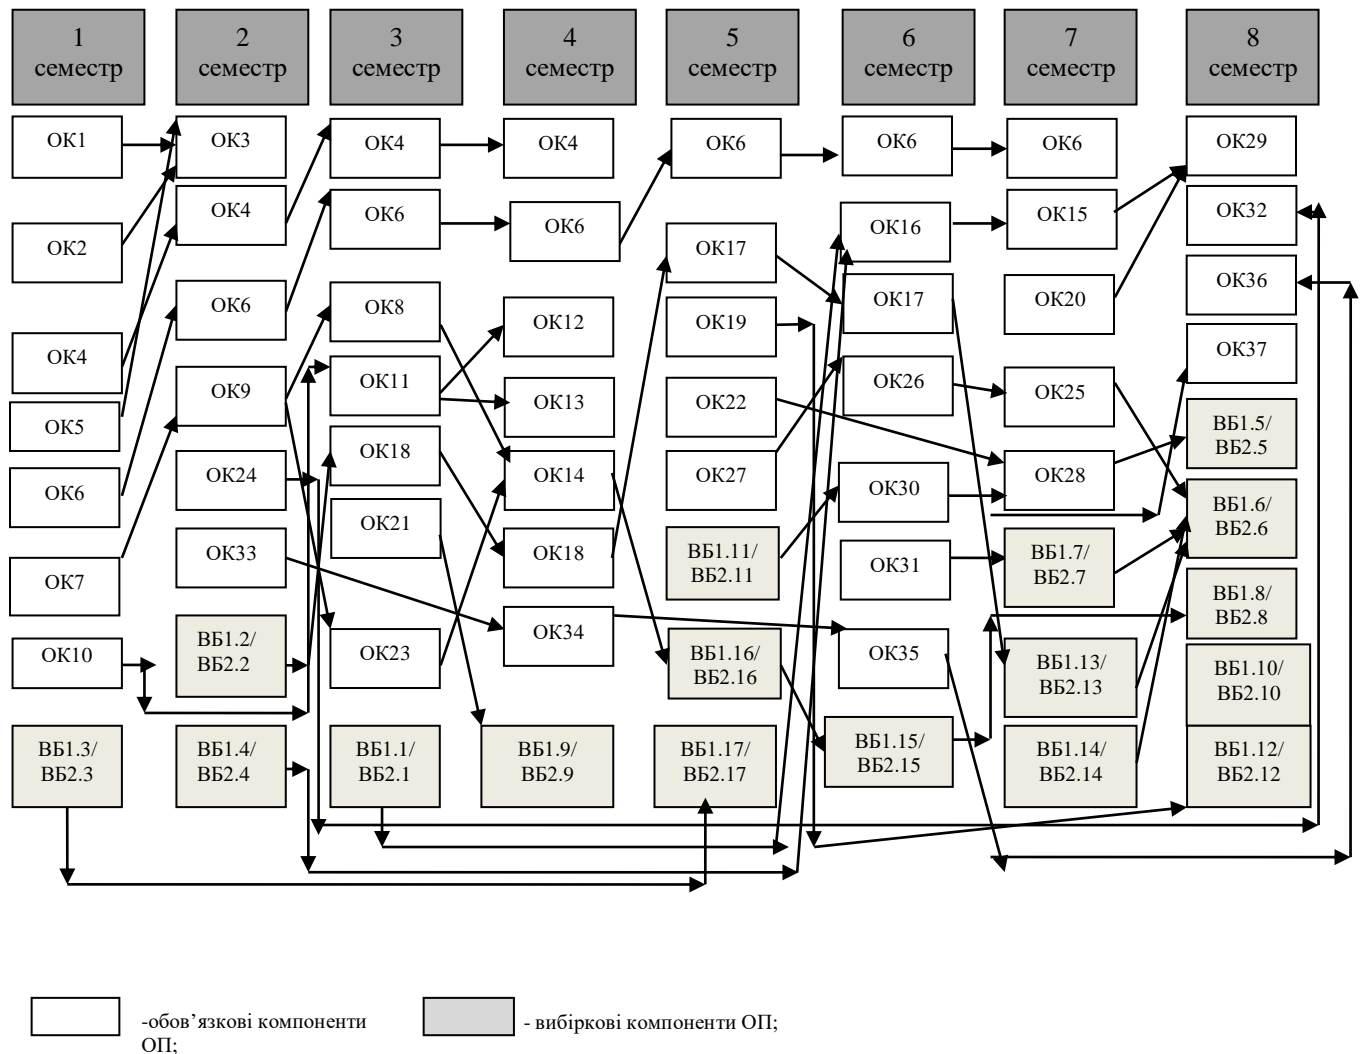 1
семестр
2
семестр
3
семестр
4
семестр
5
семестр
6
семестр
7
семестр
8
семестр
ОК1
ОК2
ОК4
ОК5
ОК6
ОК7
ОК10
ВБ1.3/
ВБ2.3
ОК3
ОК4
ОК6
ОК9
ОК24
ОК33
ВБ1.2/
ВБ2.2
ВБ1.4/
ВБ2.4
ОК4
ОК6
ОК8
ОК11
ОК18
ОК21
ОК23
ВБ1.1/
ВБ2.1
ОК4
ОК6
ОК12
ОК13
ОК14
ОК18
ОК34
ВБ1.9/
ВБ2.9
ОК6
ОК17
ОК19
ОК22
ОК27
ВБ1.11/
ВБ2.11
ВБ1.16/
ВБ2.16
ВБ1.17/
ВБ2.17
ОК6
ОК16
ОК17
ОК26
ОК30
ОК31
ОК35
ВБ1.15/
ВБ2.15
ОК6
ОК15
ОК20
ОК25
ОК28
ВБ1.7/
ВБ2.7
ВБ1.13/
ВБ2.13
ВБ1.14/
ВБ2.14
ОК29
ОК32
ОК36
ОК37
ВБ1.5/
ВБ2.5
ВБ1.6/
ВБ2.6
ВБ1.8/
ВБ2.8
ВБ1.10/
ВБ2.10
ВБ1.12/
ВБ2.12
-обов’язкові компоненти
ОП;
- вибіркові компоненти ОП;